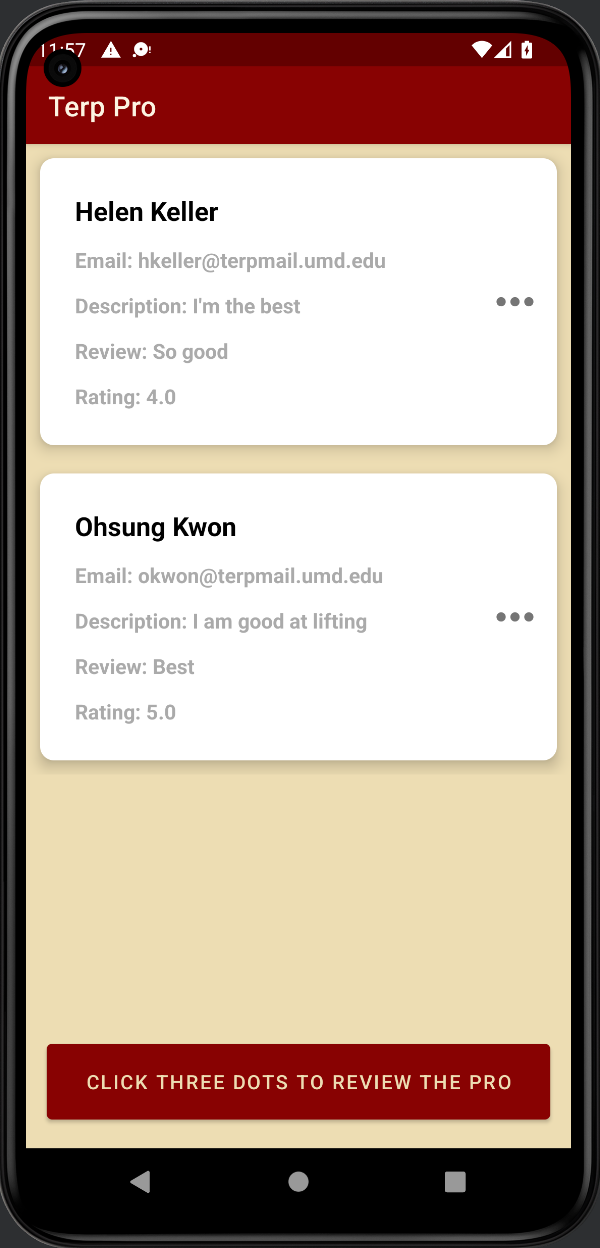 11:57
Terp Pro
Helen Keller
Email: hkeller@terpmail.umd.edu
Description: I'm the best
Review: So good
Rating: 4.0
Ohsung Kwon
Email: okwon@terpmail.umd.edu
Description: I am good at lifting
Review: Best
Rating: 5.0
CLICK THREE DOTS TO REVIEW THE PRO